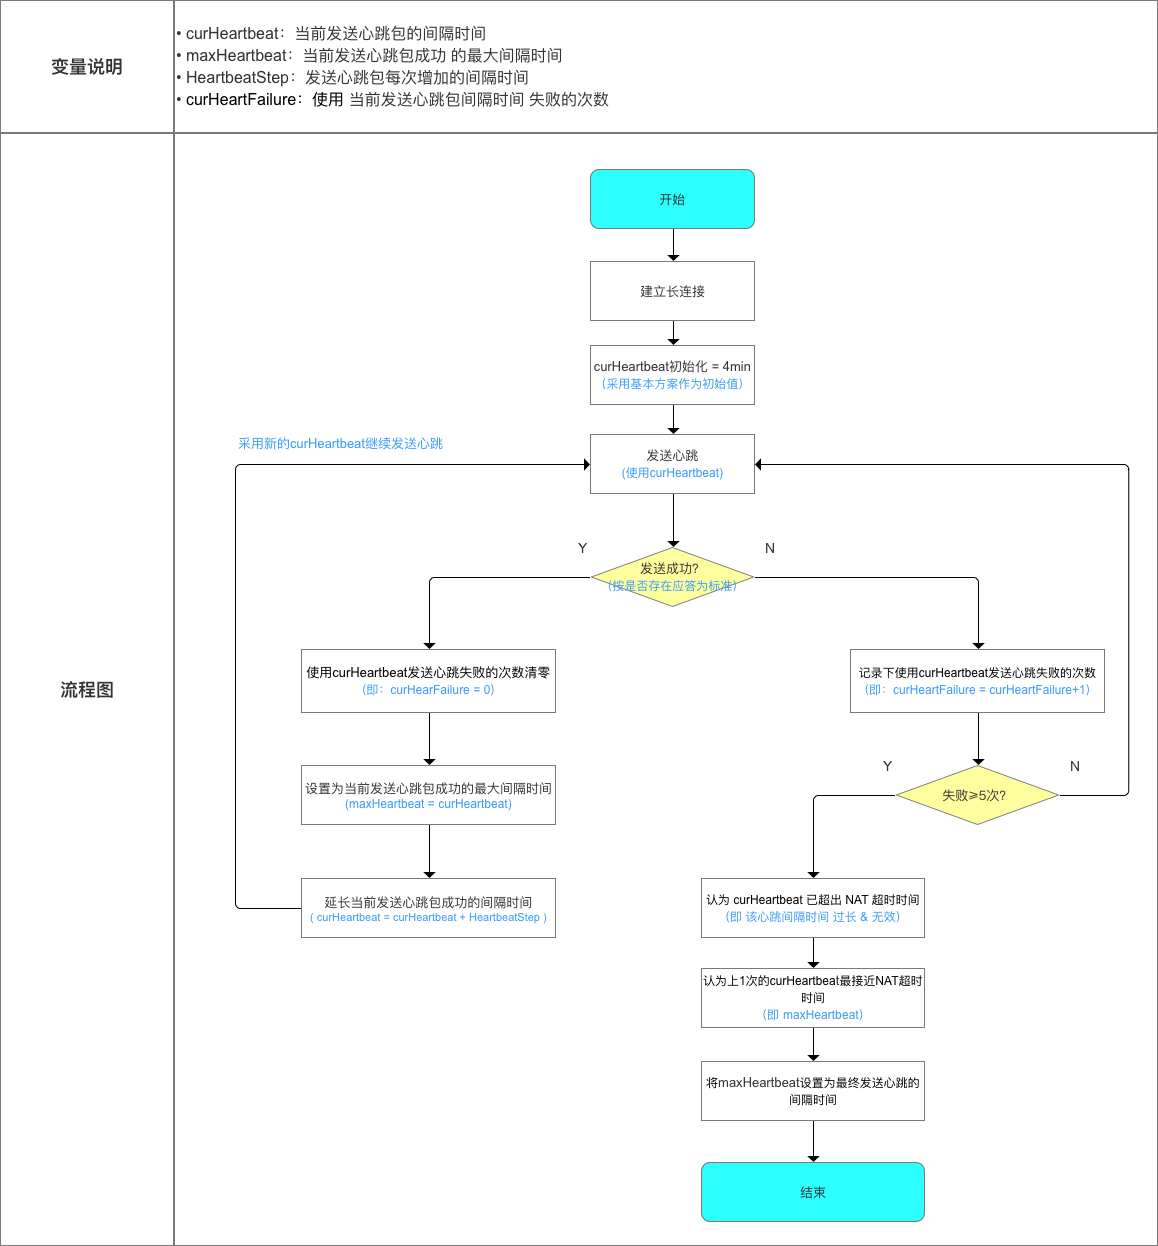 变量说明
• curHeartbeat：当前发送心跳包的间隔时间
• maxHeartbeat：当前发送心跳包成功 的最大间隔时间
• HeartbeatStep：发送心跳包每次增加的间隔时间
• curHeartFailure：使用 当前发送心跳包间隔时间 失败的次数
流程图
开始
建立长连接
curHeartbeat初始化 = 4min
（采用基本方案作为初始值）
采用新的curHeartbeat继续发送心跳
发送心跳
(使用curHeartbeat)
Y
N
发送成功?
（按是否存在应答为标准）
使用curHeartbeat发送心跳失败的次数清零
（即：curHearFailure = 0）
记录下使用curHeartbeat发送心跳失败的次数
（即：curHeartFailure = curHeartFailure+1）
设置为当前发送心跳包成功的最大间隔时间
(maxHeartbeat = curHeartbeat)
Y
N
失败≥5次?
延长当前发送心跳包成功的间隔时间
( curHeartbeat = curHeartbeat + HeartbeatStep )
认为 curHeartbeat 已超出 NAT 超时时间
（即 该心跳间隔时间 过长 & 无效）
认为上1次的curHeartbeat最接近NAT超时
时间
（即 maxHeartbeat）
将maxHeartbeat设置为最终发送心跳的
间隔时间
结束